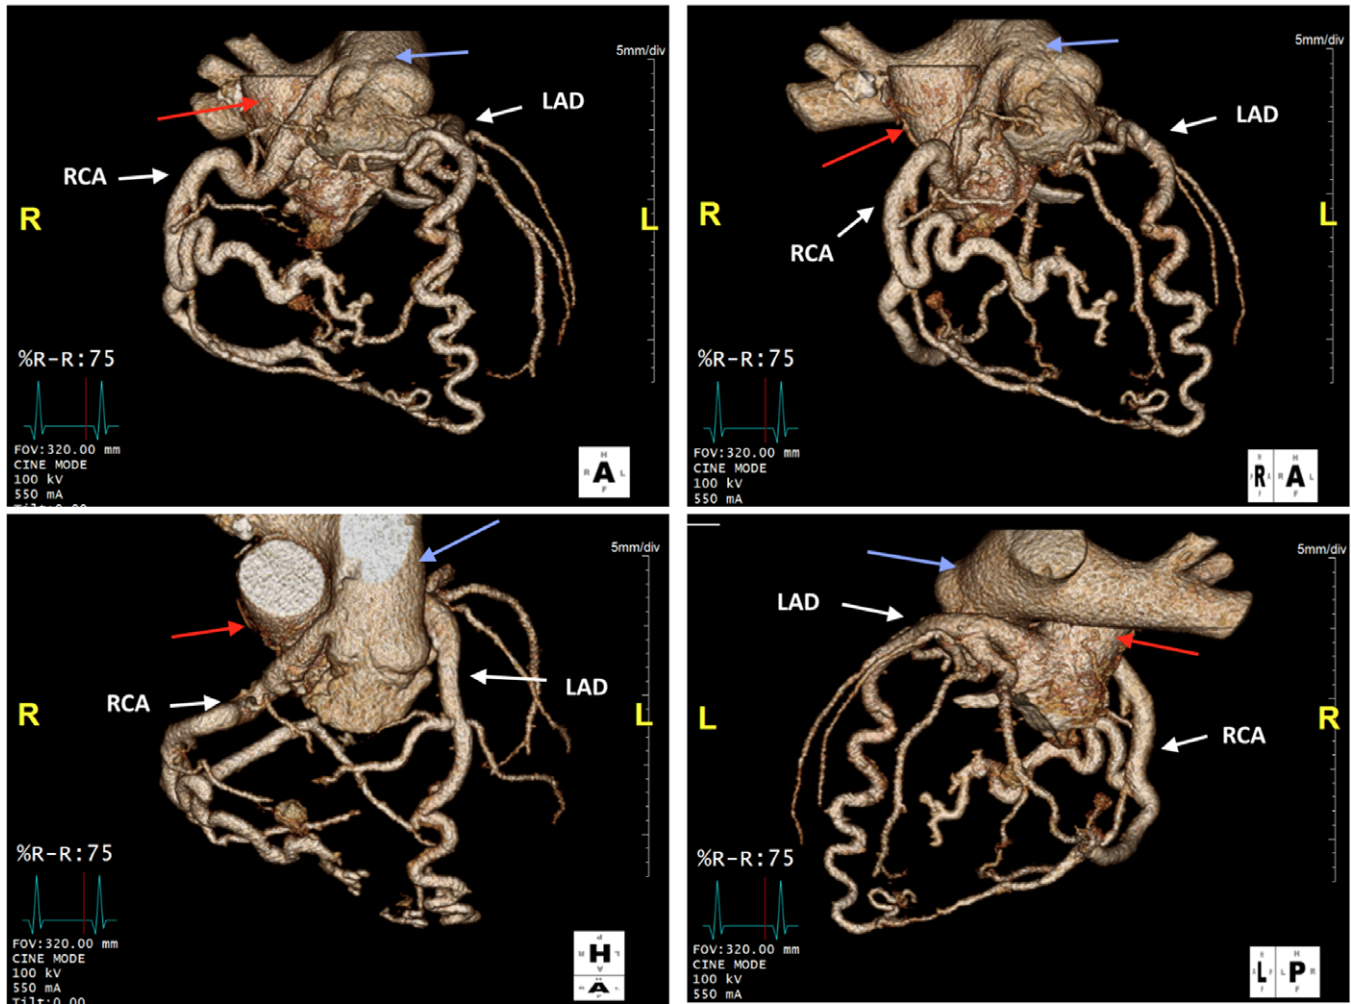 5mm/div
LAD
RCA
R
L
%R-R:75
FOV:320.00 mm
CINE MODE
100 kV
550 mA
Tilt:0.00
H
R A L
F
5mm/div
LAD
R
L
RCA
%R-R:75
FOV:320.00 mm
CINE MODE
100 kV
550 mA
R A L
H
F
5mm/div
RCA
LAD
R
L
%R-R:75
FOV:320.00 mm
CINE MODE
100 kV
550 mA
Tilt:0.00
H
A
5mm/div
LAD
L
R
RCA
%R-R:75
FOV:320.00 mm
CINE MODE
100 kV
550 mA
L P R
H
F